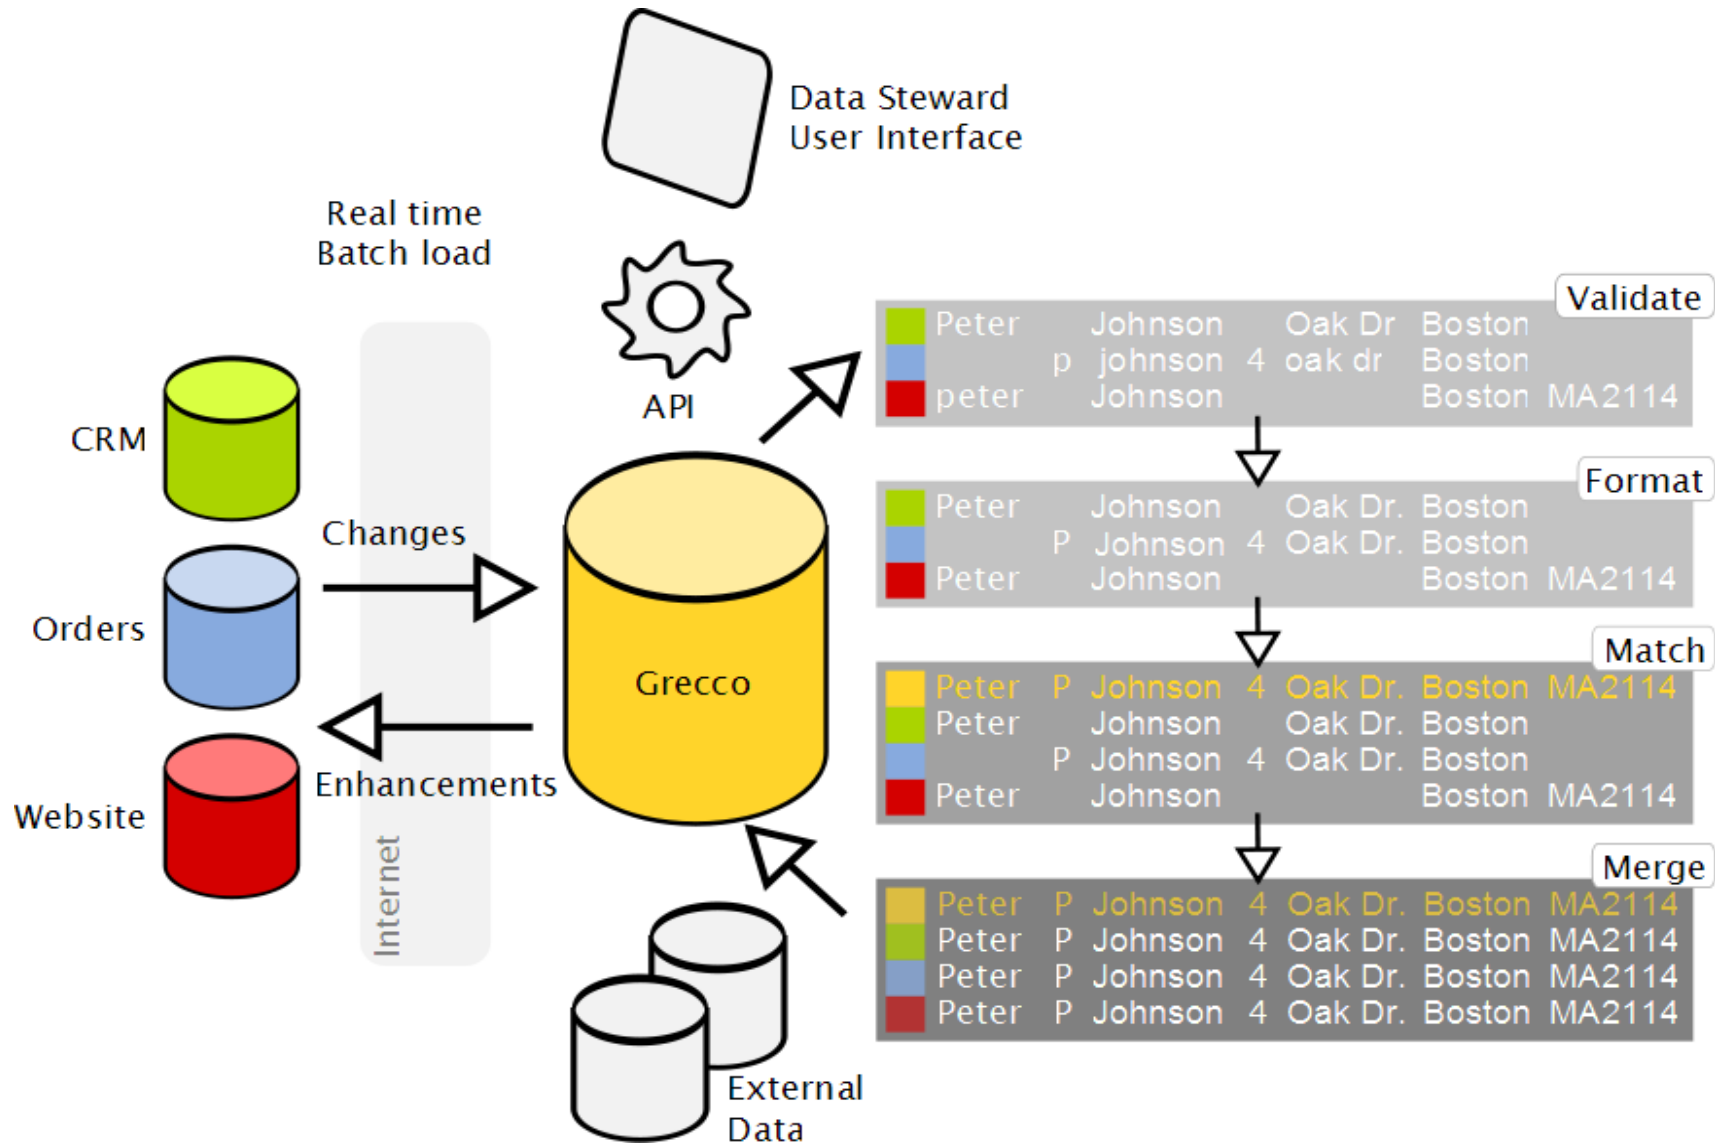 Data Steward
User Interface
Real time
Batch load
API
CRM
Orders
Website
Changes
Enhancements
Internet
Grecco
External
Data
Validate
Peter Johnson Oak Dr Boston
p johnson 4 oak dr Boston
peter Johnson Boston MA2114
Format
Peter Johnson Oak Dr. Boston
P Johnson 4 Oak Dr. Boston
Peter Johnson Boston MA2114
Match
Peter P Johnson 4 Oak Dr. Boston MA2114
Peter Johnson Oak Dr. Boston
P Johnson 4 Oak Dr. Boston
Peter Johnson Boston MA2114
Merge
Peter P Johnson 4 Oak Dr. Boston MA2114
Peter P Johnson 4 Oak Dr. Boston MA2114
Peter P Johnson 4 Oak Dr. Boston MA2114
Peter P Johnson 4 Oak Dr. Boston MA2114